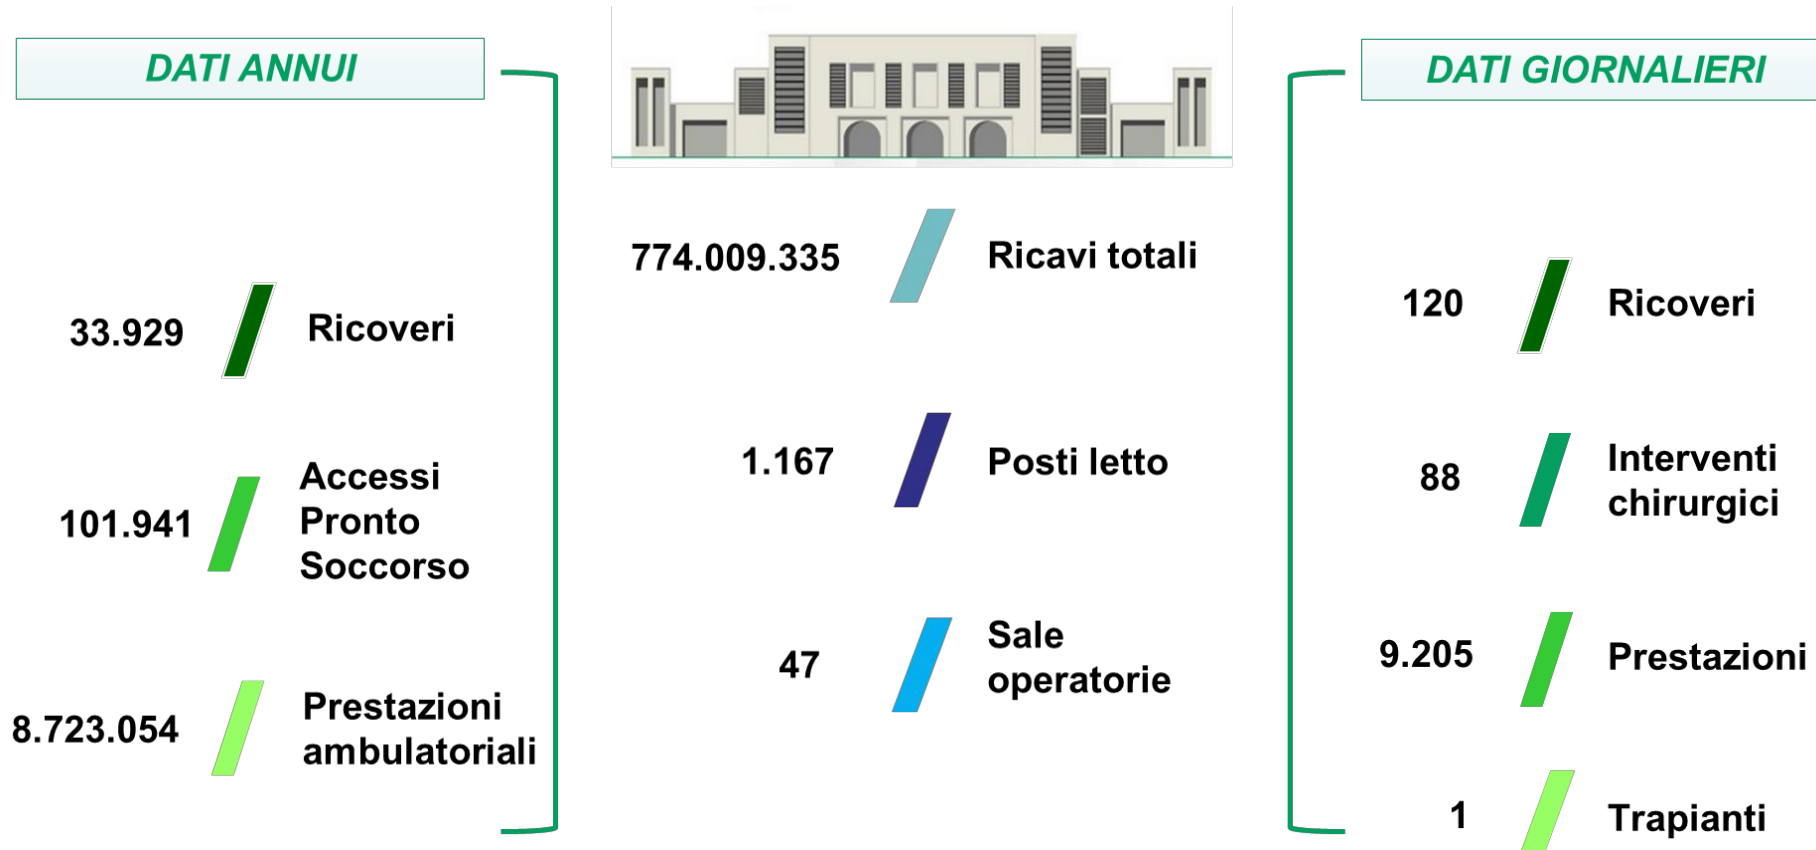 DATI ANNUI
33.929
Ricoveri
101.941
Accessi
Pronto
Soccorso
8.723.054
Prestazioni
ambulatoriali
774.009.335
Ricavi totali
1.167
Posti letto
47
Sale
operatorie
DATI GIORNALIERI
120
Ricoveri
88
Interventi
chirurgici
9.205
Prestazioni
1
Trapianti